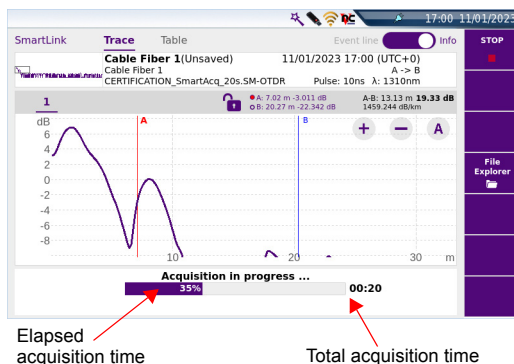 17:00 11/01/2023
SmartLink Trace Table Event line Info STOP
Cable Fiber 1(Unsaved) 11/01/2023 17:00 (UTC+0)
Cable Fiber 1 A -> B
CERTIFICATION_SmartAcq_20s.SM-OTDR Pulse: 10ns λ: 1310nm
1 A: 7.02 m -3.011 dB A-B: 13.13 m 19.33 dB
B: 20.27 m -22.342 dB 1459.244 dB/km
dB A B + – A
6
4
2
0
-2
-4
-6
-8
10 20 30 m
File
Explorer
Acquisition in progress ...
35% 00:20
Elapsed
acquisition time
Total acquisition time